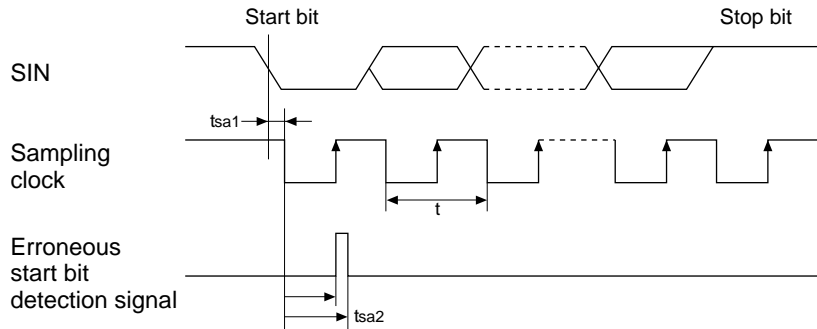 Start bit
Stop bit
SIN
tsa1
Sampling
clock
t
Erroneous
start bit
detection signal
tsa2